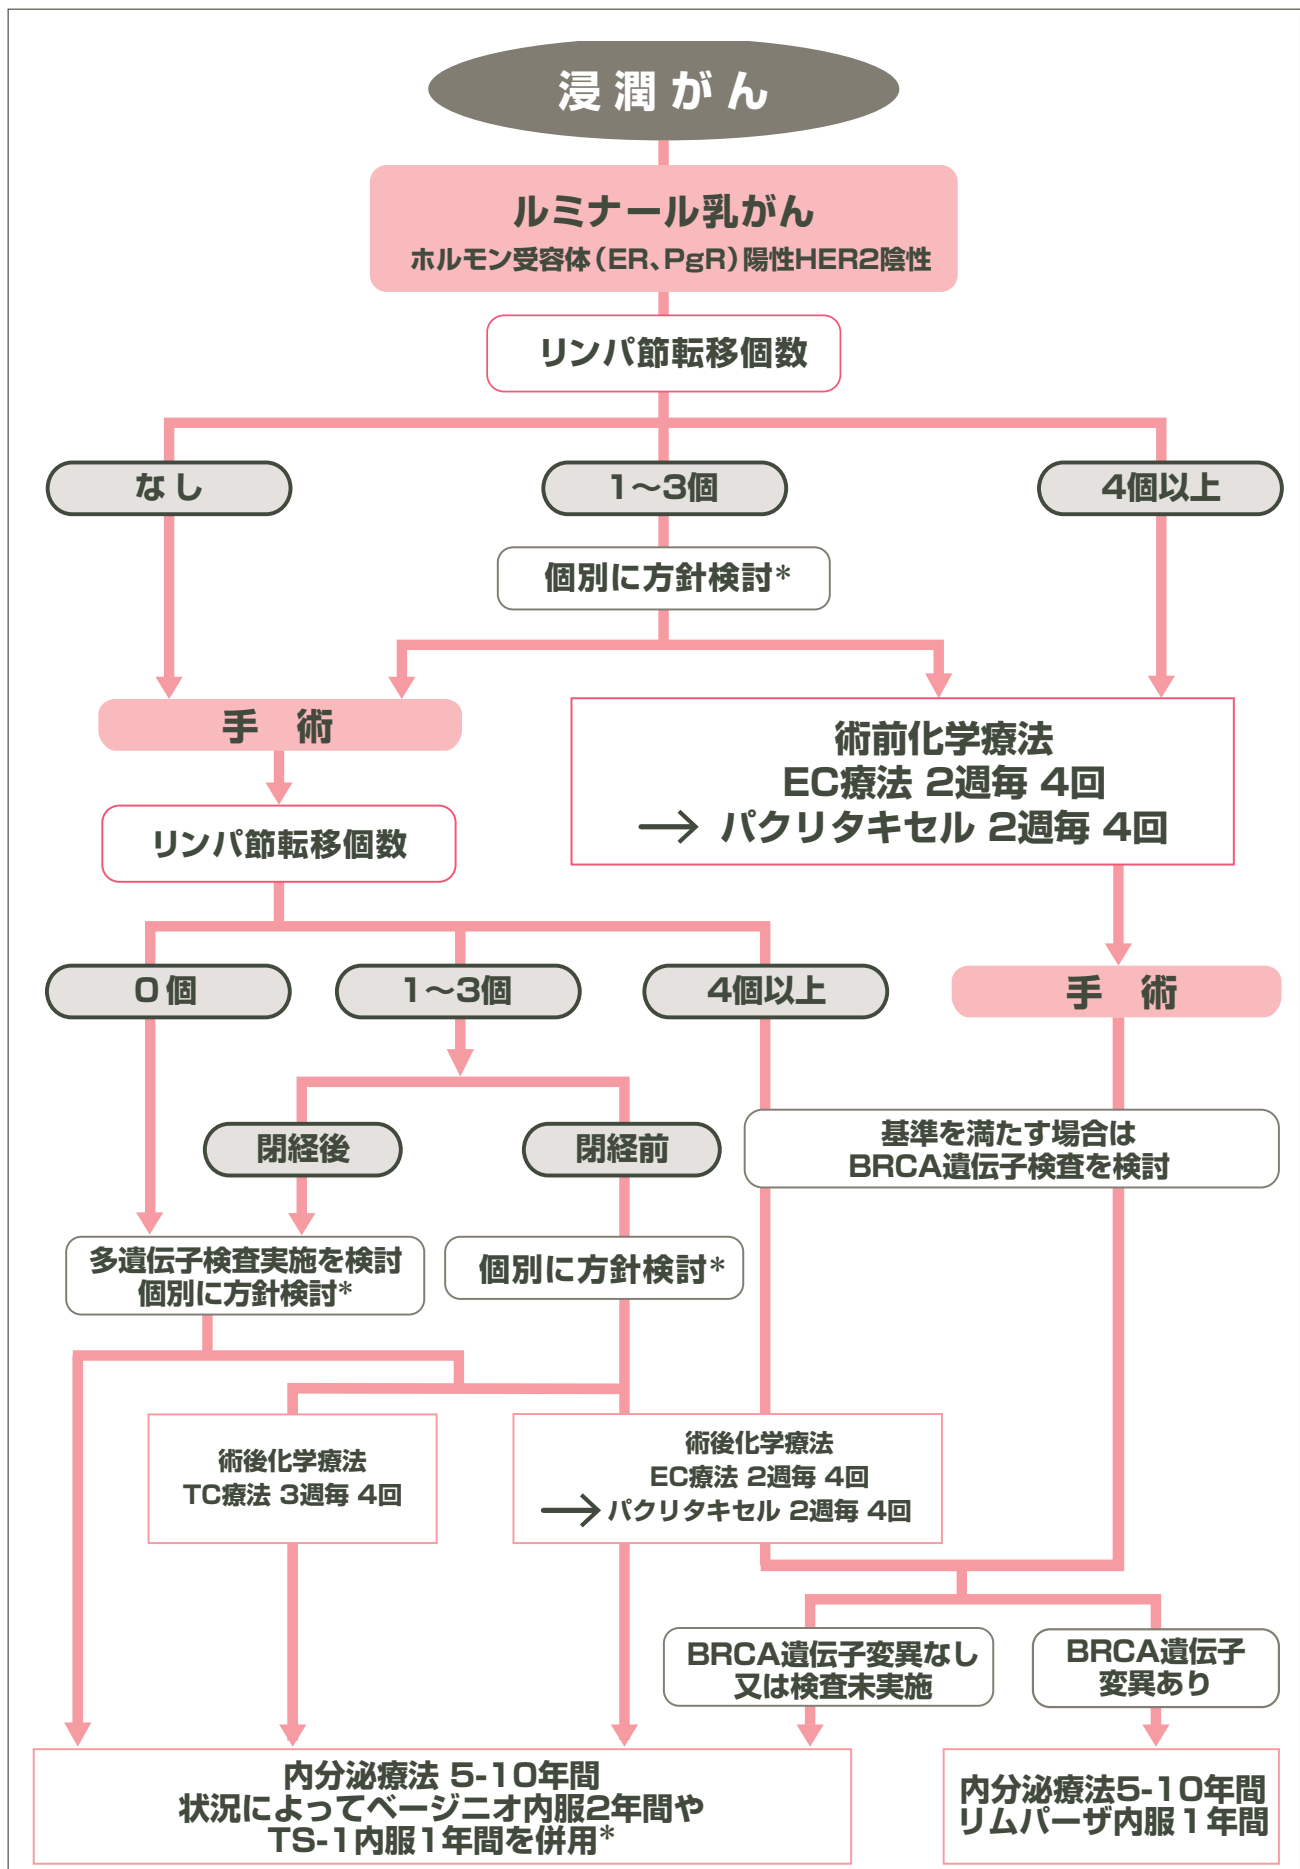 浸潤がん
ルミナール乳がん
ホルモン受容体（ER、PgR）陽性HER2陰性
リンパ節転移個数
なし
1〜3個
4個以上
個別に方針検討*
手 術
術前化学療法
EC療法 2週毎 4回
→ パクリタキセル 2週毎 4回
リンパ節転移個数
0個
1〜3個
4個以上
手 術
閉経後
閉経前
基準を満たす場合は
BRCA遺伝子検査を検討
多遺伝子検査実施を検討
個別に方針検討*
個別に方針検討*
術後化学療法
TC療法 3週毎 4回
術後化学療法
EC療法 2週毎 4回
→ パクリタキセル 2週毎 4回
BRCA遺伝子変異なし
又は検査未実施
BRCA遺伝子
変異あり
内分泌療法 5-10年間
状況によってベージニオ内服2年間や
TS-1内服1年間を併用*
内分泌療法5-10年間
リムパーザ内服1年間